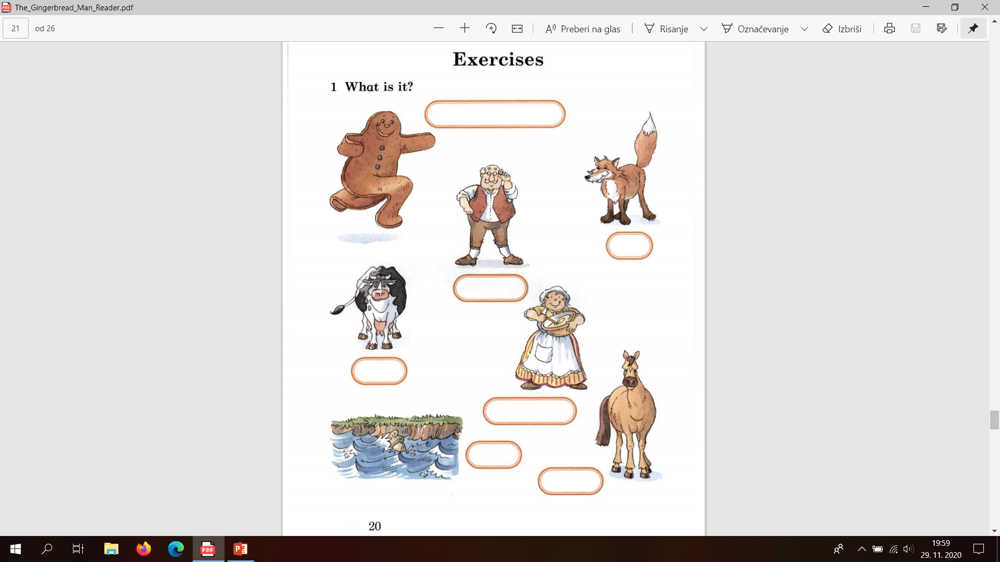 The_Gingerbread_Man_Reader.pdf
21 od 26
Preberi na glas
Risanje
Označevanje
Izbriši
Exercises
1 What is it?
20
PDF
P
19:59
29. 11. 2020